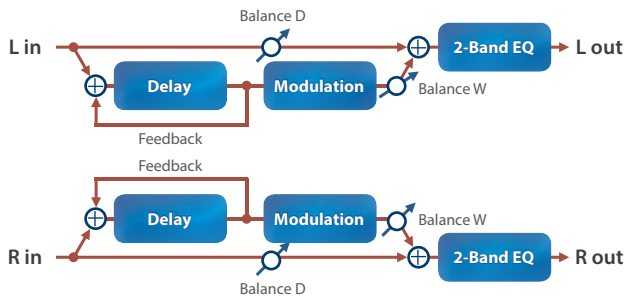 Balance D
L in
2-Band EQ
L out
Delay
Modulation
Balance W
Feedback
Feedback
Delay
Modulation
Balance W
R in
2-Band EQ
R out
Balance D